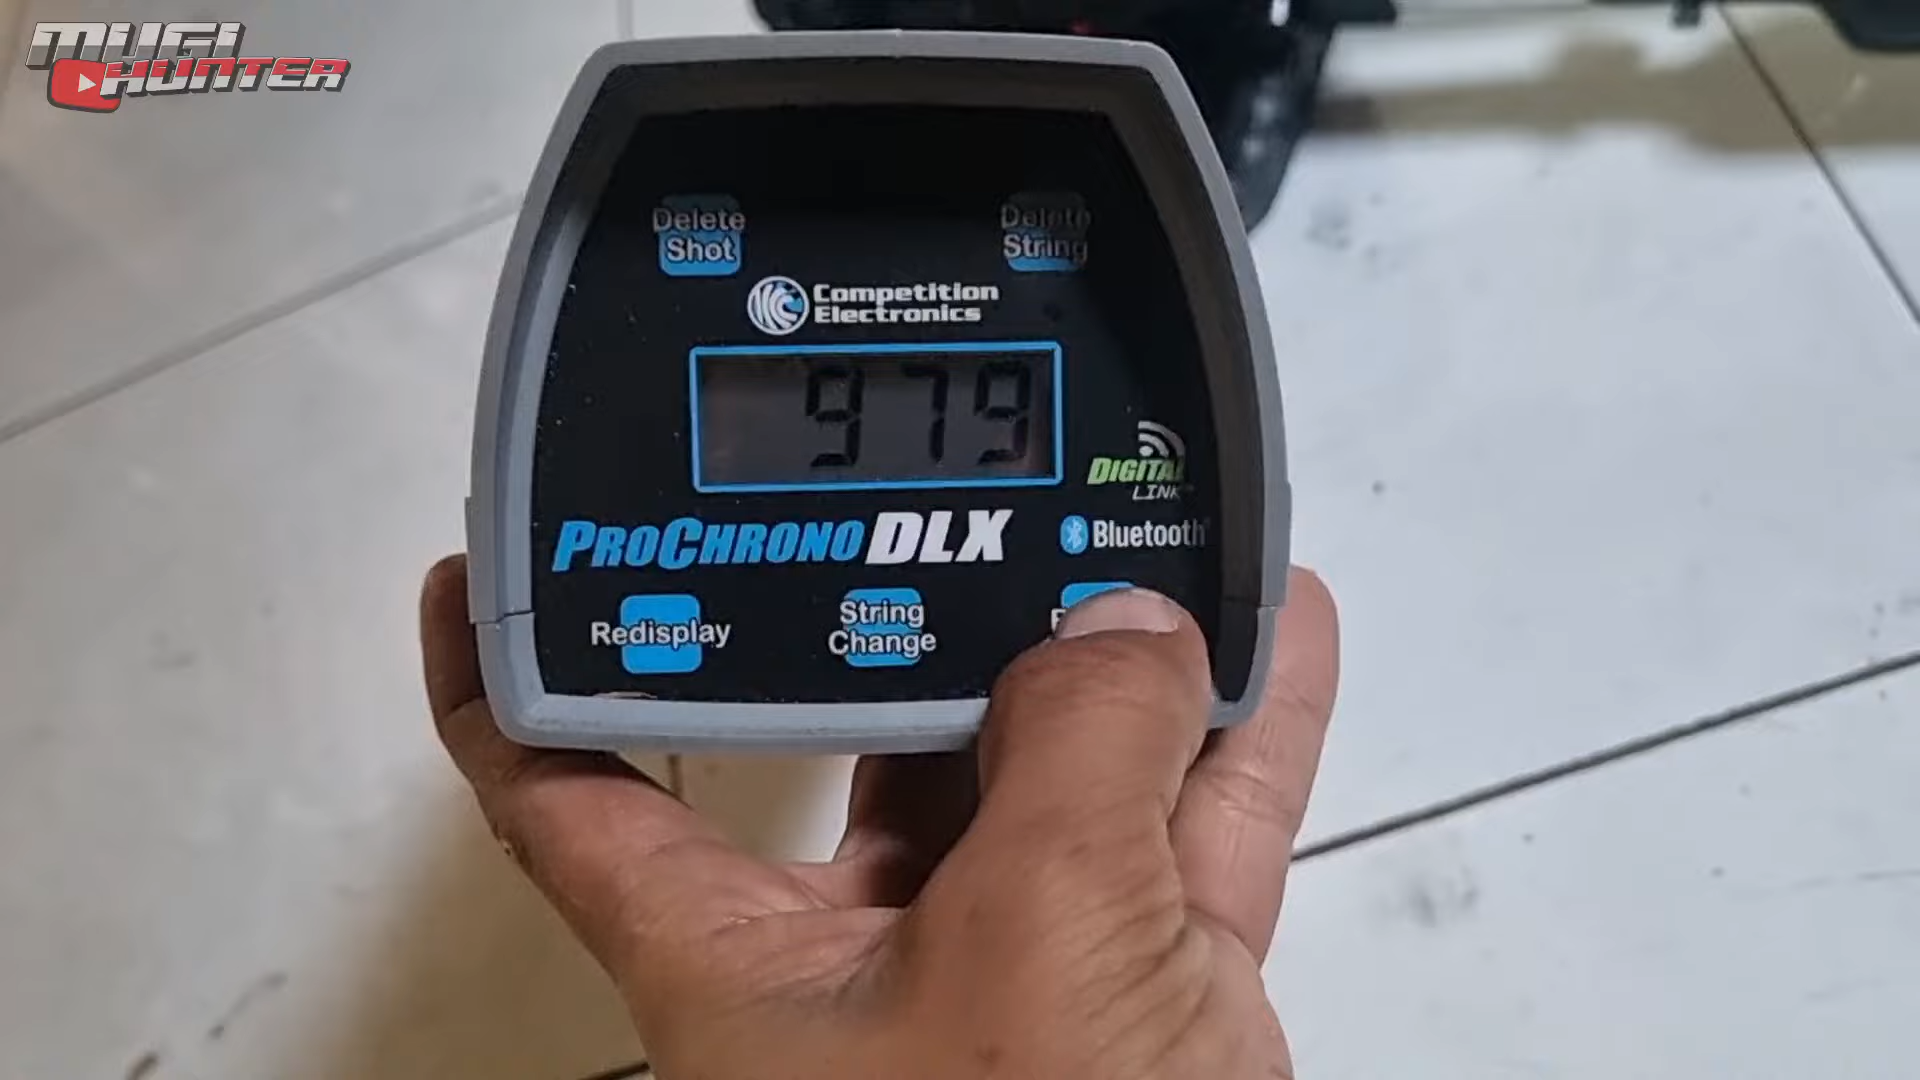 MUGI
HUNTER
Delete
Shot
Delete
String
Competition
Electronics
979
DIGITAL
LINK
PROCHRONO DLX
Bluetooth
Redisplay
String
Change